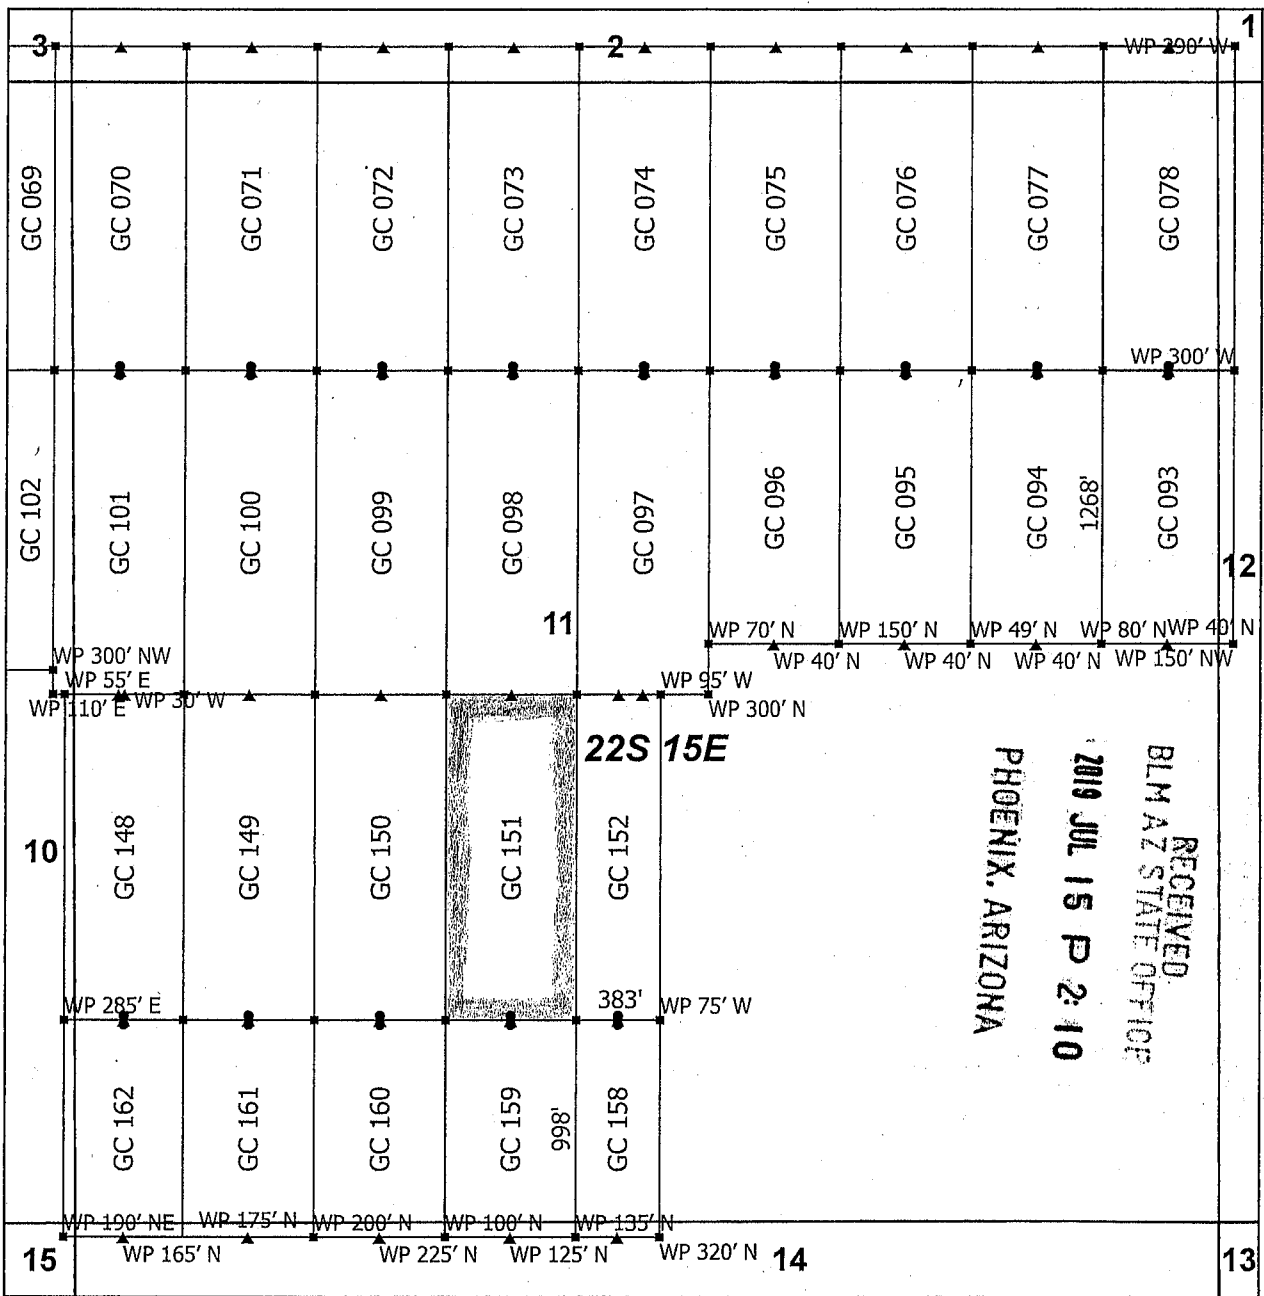 3
2
1
WP 290' W
GC 069
GC 070
GC 071
GC 072
GC 073
GC 074
GC 075
GC 076
GC 077
GC 078
WP 300' W
GC 102
GC 101
GC 100
GC 099
GC 098
GC 097
GC 096
GC 095
GC 094
1268'
GC 093
12
11
WP 70' N
WP 150' N
WP 49' N
WP 80' N
WP 40' N
WP 40' N
WP 40' N
WP 40' N
WP 150' NW
WP 300' NW
WP 55' E
WP 95' W
WP 110' E
WP 30' W
WP 300' N
22S 15E
10
GC 148
GC 149
GC 150
GC 151
GC 152
RECEIVED
BLM AZ STATE OFFICE
2019 JUL 15 P 2:10
PHOENIX, ARIZONA
WP 285' E
383'
WP 75' W
GC 162
GC 161
GC 160
GC 159
998'
GC 158
WP 190' NE
WP 175' N
WP 200' N
WP 100' N
WP 135' N
WP 165' N
WP 225' N
WP 125' N
WP 320' N
15
14
13